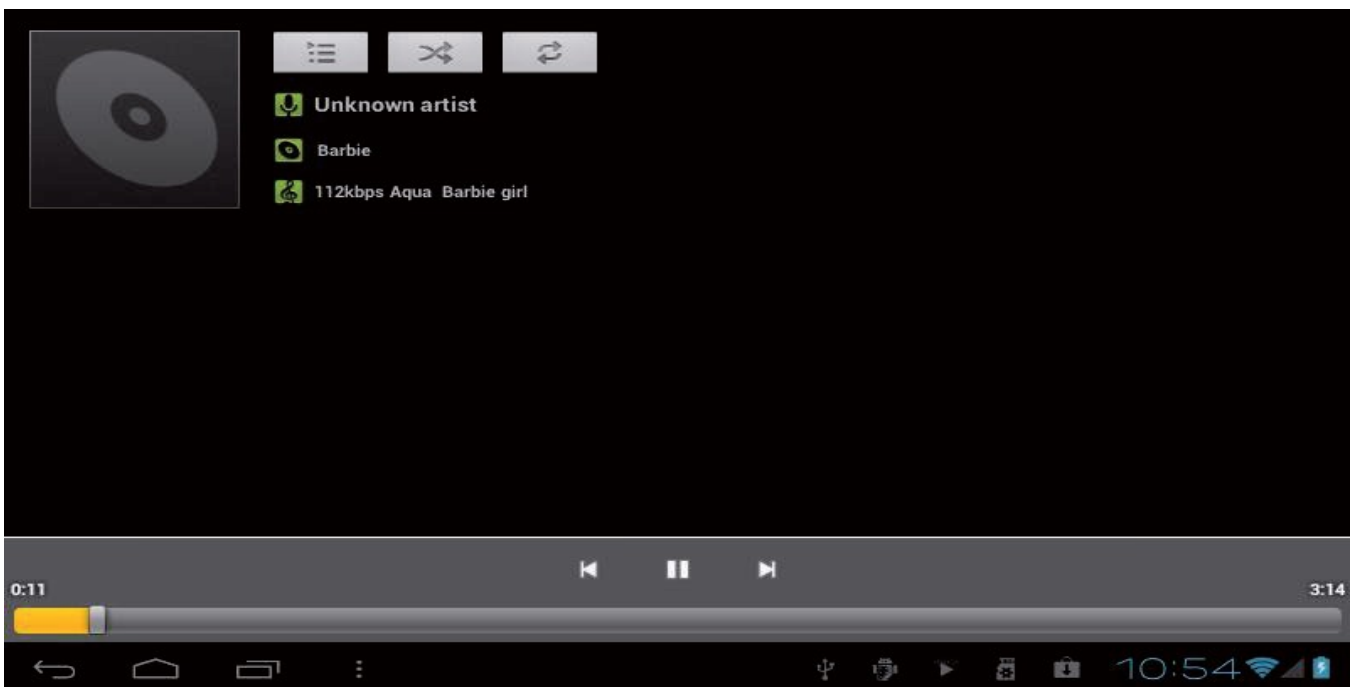 Unknown artist
Barbie
112kbps Aqua  Barbie girl
0:11
3:14
10:54